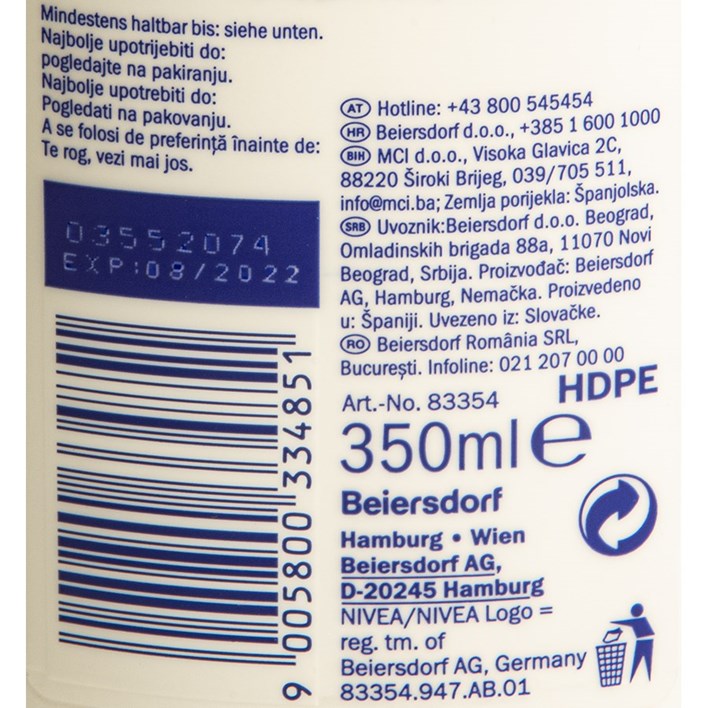 Mindestens haltbar bis: siehe unten.
Najbolje upotrijebiti do:
pogledajte na pakiranju.
Najbolje upotrebiti do:
Pogledati na pakovanju.
A se folosi de preferință înainte de:
Te rog, vezi mai jos.
03552074
EXP:08/2022
9 005800 334851
AT Hotline: +43 800 545454
HR Beiersdorf d.o.o., +385 1 600 1000
BIH MCI d.o.o., Visoka Glavica 2C,
88220 Široki Brijeg, 039/705 511,
info@mci.ba; Zemlja porijekla: Španjolska.
SRB Uvoznik:Beiersdorf d.o.o. Beograd,
Omladinskih brigada 88a, 11070 Novi
Beograd, Srbija. Proizvođač: Beiersdorf
AG, Hamburg, Nemačka. Proizvedeno
u: Španiji. Uvezeno iz: Slovačke.
RO Beiersdorf România SRL,
București. Infoline: 021 207 00 00
Art.-No. 83354
HDPE
350ml e
Beiersdorf
Hamburg • Wien
Beiersdorf AG,
D-20245 Hamburg
NIVEA/NIVEA Logo =
reg. tm. of
Beiersdorf AG, Germany
83354.947.AB.01